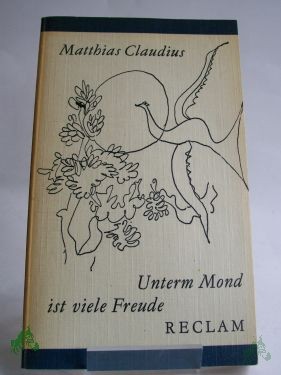 Matthias Claudius
Unterm Mond
ist viele Freude
RECLAM